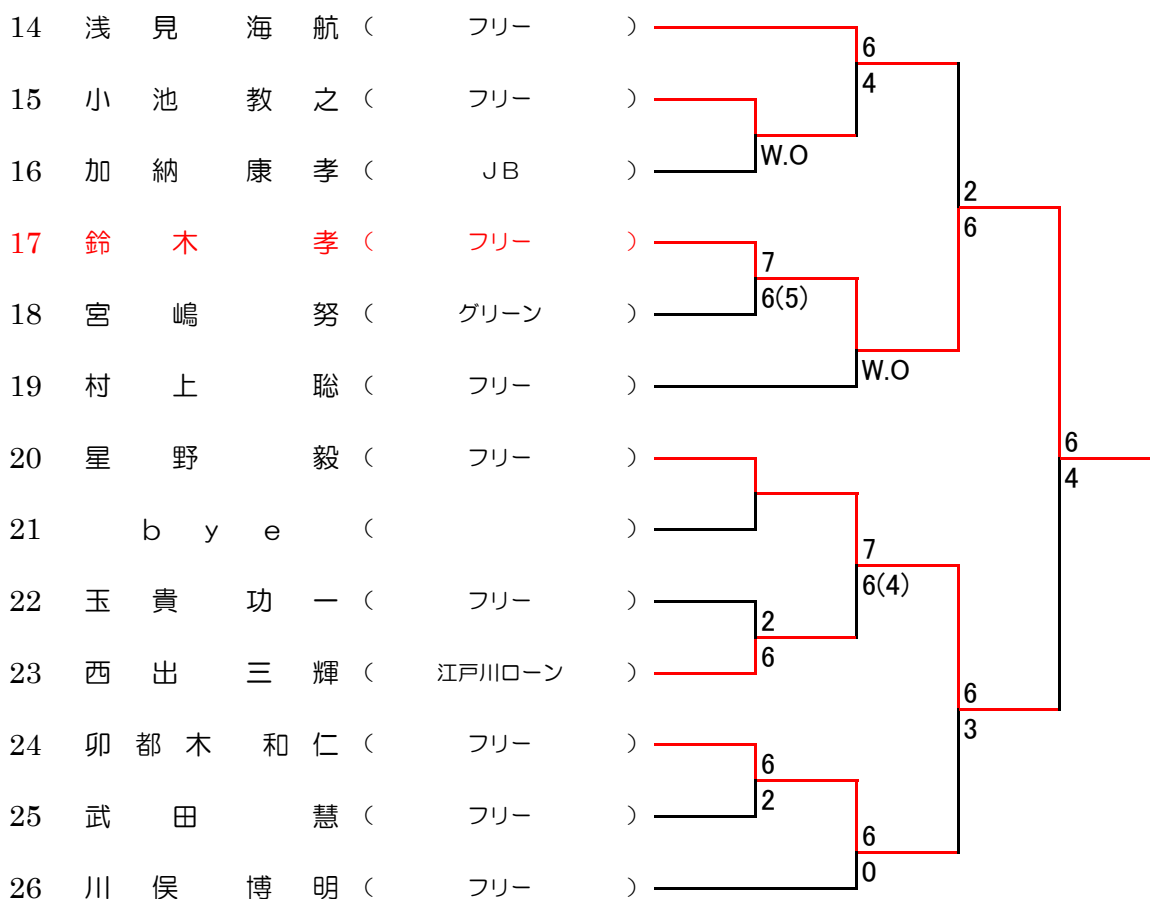 14 浅 見 海 航 ( フリー )
6
4
15 小 池 教 之 ( フリー )
W.O
16 加 納 康 孝 ( JB )
2
6
17 鈴 木 孝 ( フリー )
7
6(5)
18 宮 嶋 努 ( グリーン )
W.O
19 村 上 聡 ( フリー )
6
4
20 星 野 毅 ( フリー )
21 b y e ( )
7
6(4)
22 玉 貴 功 一 ( フリー )
2
6
23 西 出 三 輝 ( 江戸川ローン )
6
3
24 卯 都 木 和 仁 ( フリー )
6
2
25 武 田 慧 ( フリー )
6
0
26 川 俣 博 明 ( フリー )